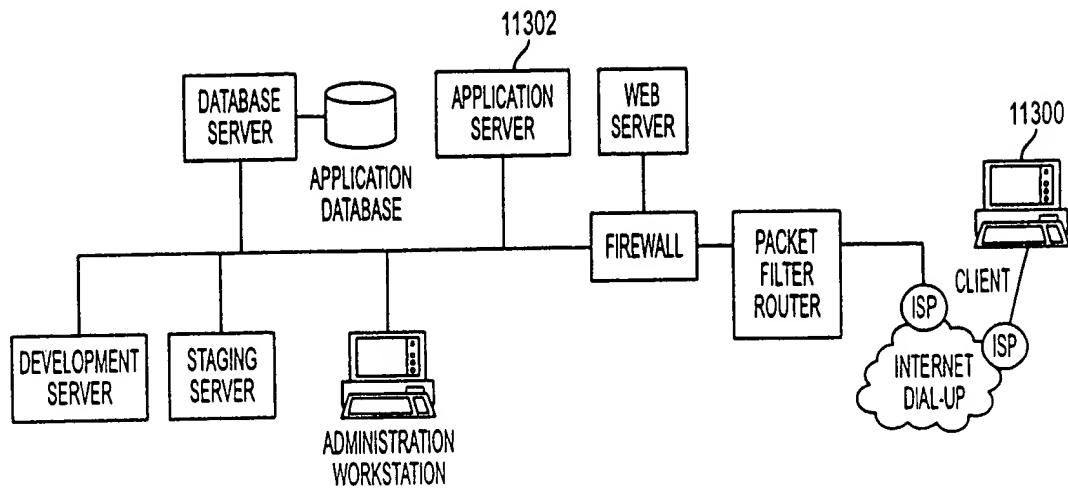 11302
DATABASE
SERVER
APPLICATION
DATABASE
APPLICATION
SERVER
WEB
SERVER
11300
FIREWALL
PACKET
FILTER
ROUTER
CLIENT
ISP
ISP
INTERNET
DIAL-UP
DEVELOPMENT
SERVER
STAGING
SERVER
ADMINISTRATION
WORKSTATION